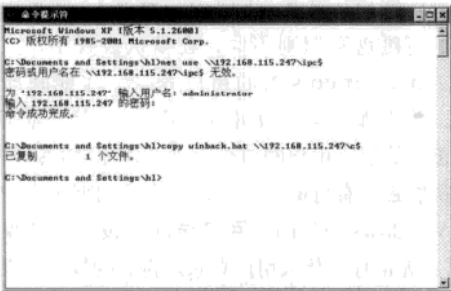 命令提示符
Microsoft Windows XP [版本 5.1.2600]
(C) 版权所有 1985-2001 Microsoft Corp.
C:\Documents and Settings\hl>net use \\192.168.115.247\ipc$
密码或用户名在 \\192.168.115.247\ipc$ 无效。
为 '192.168.115.247' 输入用户名: administrator
输入 192.168.115.247 的密码:
命令成功完成。
C:\Documents and Settings\hl>copy winback.bat \\192.168.115.247\c$
已复制         1 个文件。
C:\Documents and Settings\hl>